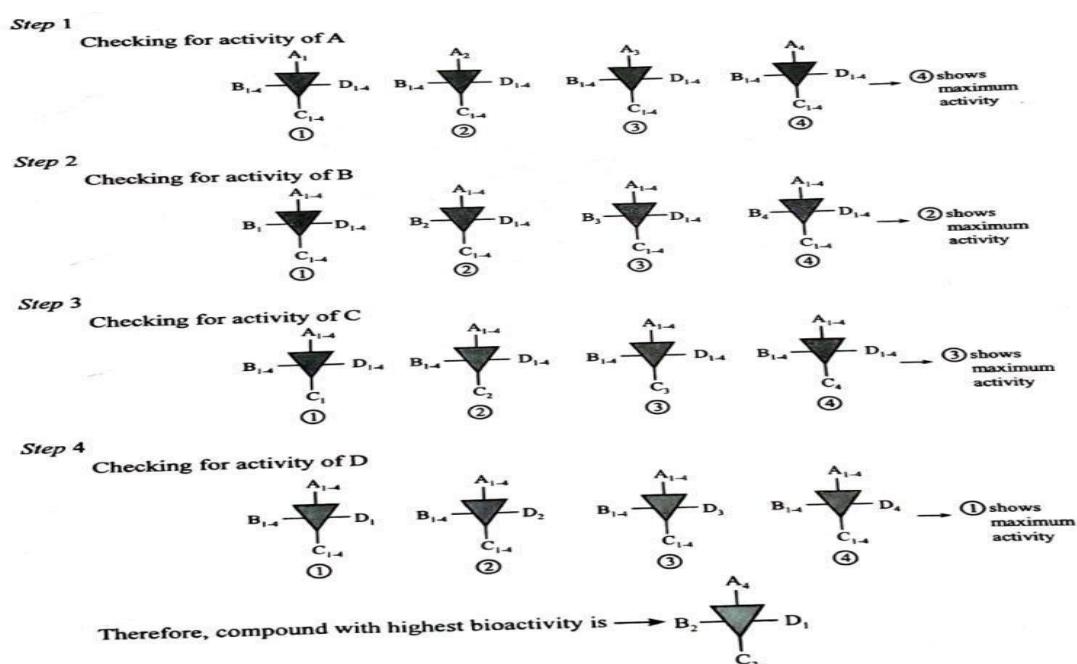 Step 1
Checking for activity of A
A₁ A₂ A₃ A₄
B₁₋₄ D₁₋₄ B₁₋₄ D₁₋₄ B₁₋₄ D₁₋₄ B₁₋₄ D₁₋₄ → ④ shows
maximum
activity
C₁₋₄ C₁₋₄ C₁₋₄ C₁₋₄
① ② ③ ④
Step 2
Checking for activity of B
A₁₋₄ A₁₋₄ A₁₋₄ A₁₋₄
B₁ D₁₋₄ B₂ D₁₋₄ B₃ D₁₋₄ B₄ D₁₋₄ → ② shows
maximum
activity
C₁₋₄ C₁₋₄ C₁₋₄ C₁₋₄
① ② ③ ④
Step 3
Checking for activity of C
A₁₋₄ A₁₋₄ A₁₋₄ A₁₋₄
B₁₋₄ D₁₋₄ B₁₋₄ D₁₋₄ B₁₋₄ D₁₋₄ B₁₋₄ D₁₋₄ → ③ shows
maximum
activity
C₁ C₂ C₃ C₄
① ② ③ ④
Step 4
Checking for activity of D
A₁₋₄ A₁₋₄ A₁₋₄ A₁₋₄
B₁₋₄ D₁ B₁₋₄ D₂ B₁₋₄ D₃ B₁₋₄ D₄ → ① shows
maximum
activity
C₁₋₄ C₁₋₄ C₁₋₄ C₁₋₄
① ② ③ ④
A₄
Therefore, compound with highest bioactivity is → B₂ D₁